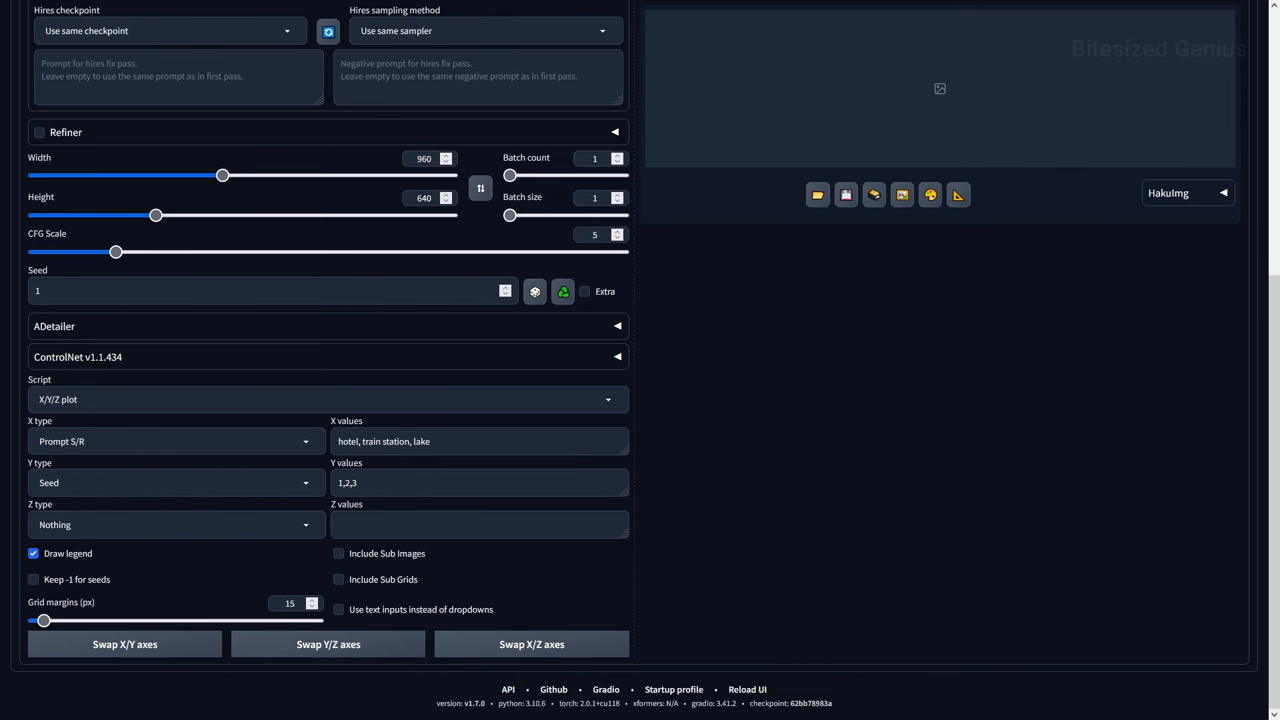 Hires checkpoint
Hires sampling method
Use same checkpoint
Use same sampler
Bitesized Genius
Prompt for hires fix pass.
Leave empty to use the same prompt as in first pass.
Negative prompt for hires fix pass.
Leave empty to use the same negative prompt as in first pass.
Refiner
Width
960
Batch count
1
Height
640
Batch size
1
HakuImg
CFG Scale
5
Seed
1
Extra
ADetailer
ControlNet v1.1.434
Script
X/Y/Z plot
X type
X values
Prompt S/R
hotel, train station, lake
Y type
Y values
Seed
1,2,3
Z type
Z values
Nothing
Draw legend
Include Sub Images
Keep -1 for seeds
Include Sub Grids
Grid margins (px)
15
Use text inputs instead of dropdowns
Swap X/Y axes
Swap Y/Z axes
Swap X/Z axes
API • Github • Gradio • Startup profile • Reload UI
version: v1.7.0 • python: 3.10.6 • torch: 2.0.1+cu118 • xformers: N/A • gradio: 3.41.2 • checkpoint: 62bb78983a